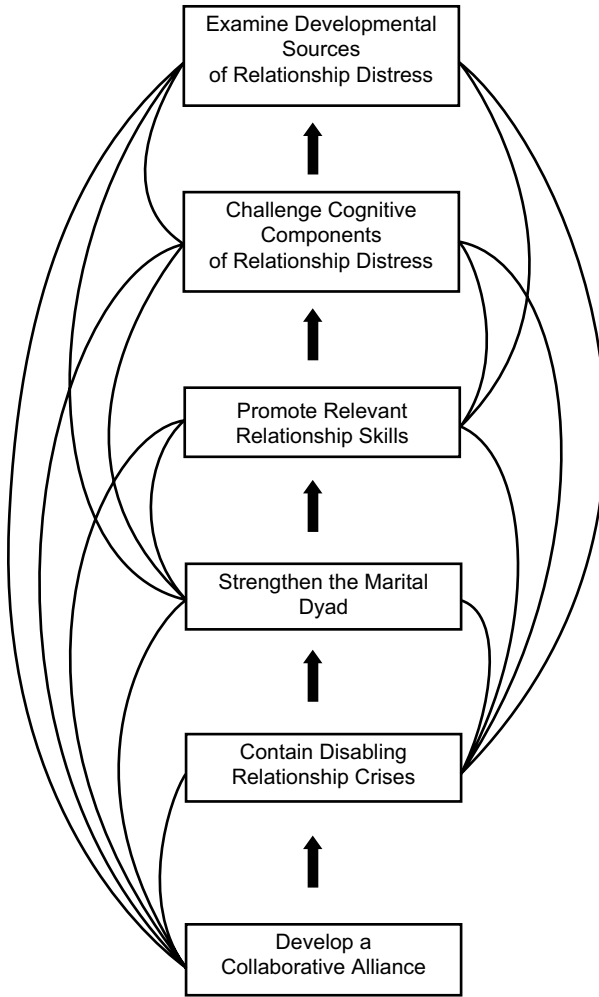 Examine Developmental
Sources
of Relationship Distress
Challenge Cognitive
Components
of Relationship Distress
Promote Relevant
Relationship Skills
Strengthen the Marital
Dyad
Contain Disabling
Relationship Crises
Develop a
Collaborative Alliance